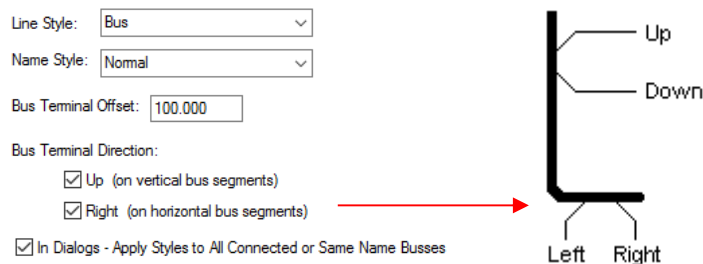 Line Style: Bus
Name Style: Normal
Bus Terminal Offset: 100.000
Bus Terminal Direction:
Up (on vertical bus segments)
Right (on horizontal bus segments)
In Dialogs - Apply Styles to All Connected or Same Name Busses
Up
Down
Left Right